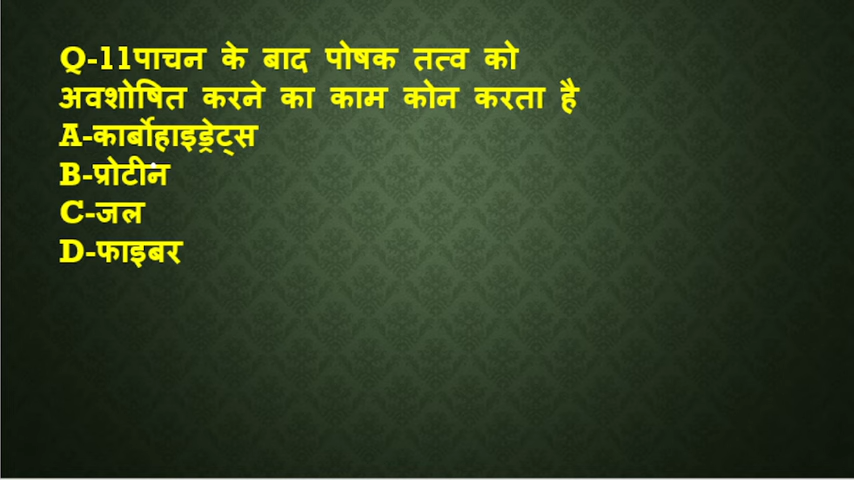 Q-11पाचन के बाद पोषक तत्व को
अवशोषित करने का काम कोन करता है
A-कार्बोहाइड्रेट्स
B-प्रोटीन
C-जल
D-फाइबर